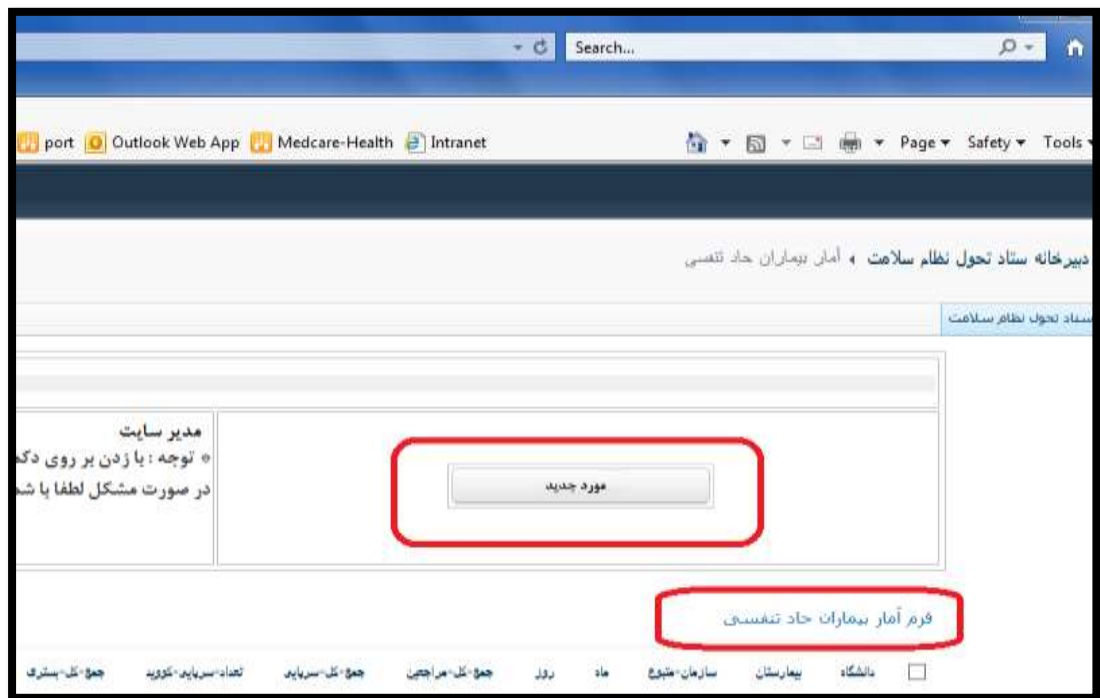 Search...
port Outlook Web App Medcare-Health Intranet Page Safety Tools
دبیرخانه ستاد تحول نظام سلامت ، آمار بیماران حاد تنفسی
ستاد تحول نظام سلامت
مدیر سایت
* توجه : با زدن بر روی دک
در صورت مشکل لطفا با شم
مورد جدید
فرم آمار بیماران حاد تنفسی
دانشگاه بیمارستان سازمان-متبوع ماه روز جمع-کل-مراجعین جمع-کل-سرپایی تعداد-سرپایی-کووید جمع-کل-بستری